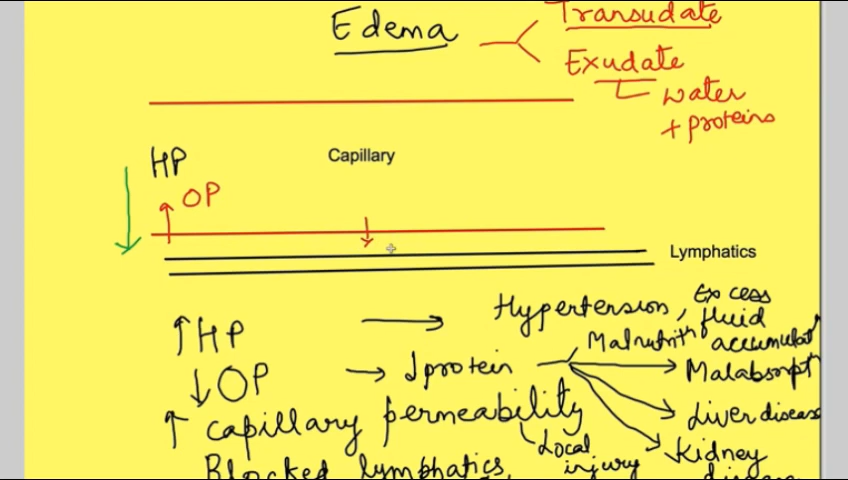 Edema
Transudate
Exudate
water
+ proteins
HP
Capillary
OP
Lymphatics
↑HP → Hypertension, Excess
fluid
accumulat
↓OP → ↓protein
Malnutrit
Malabsorpt
Liver disease
Kidney
↑ capillary permeability
Local
injury
Blocked lymphatics,